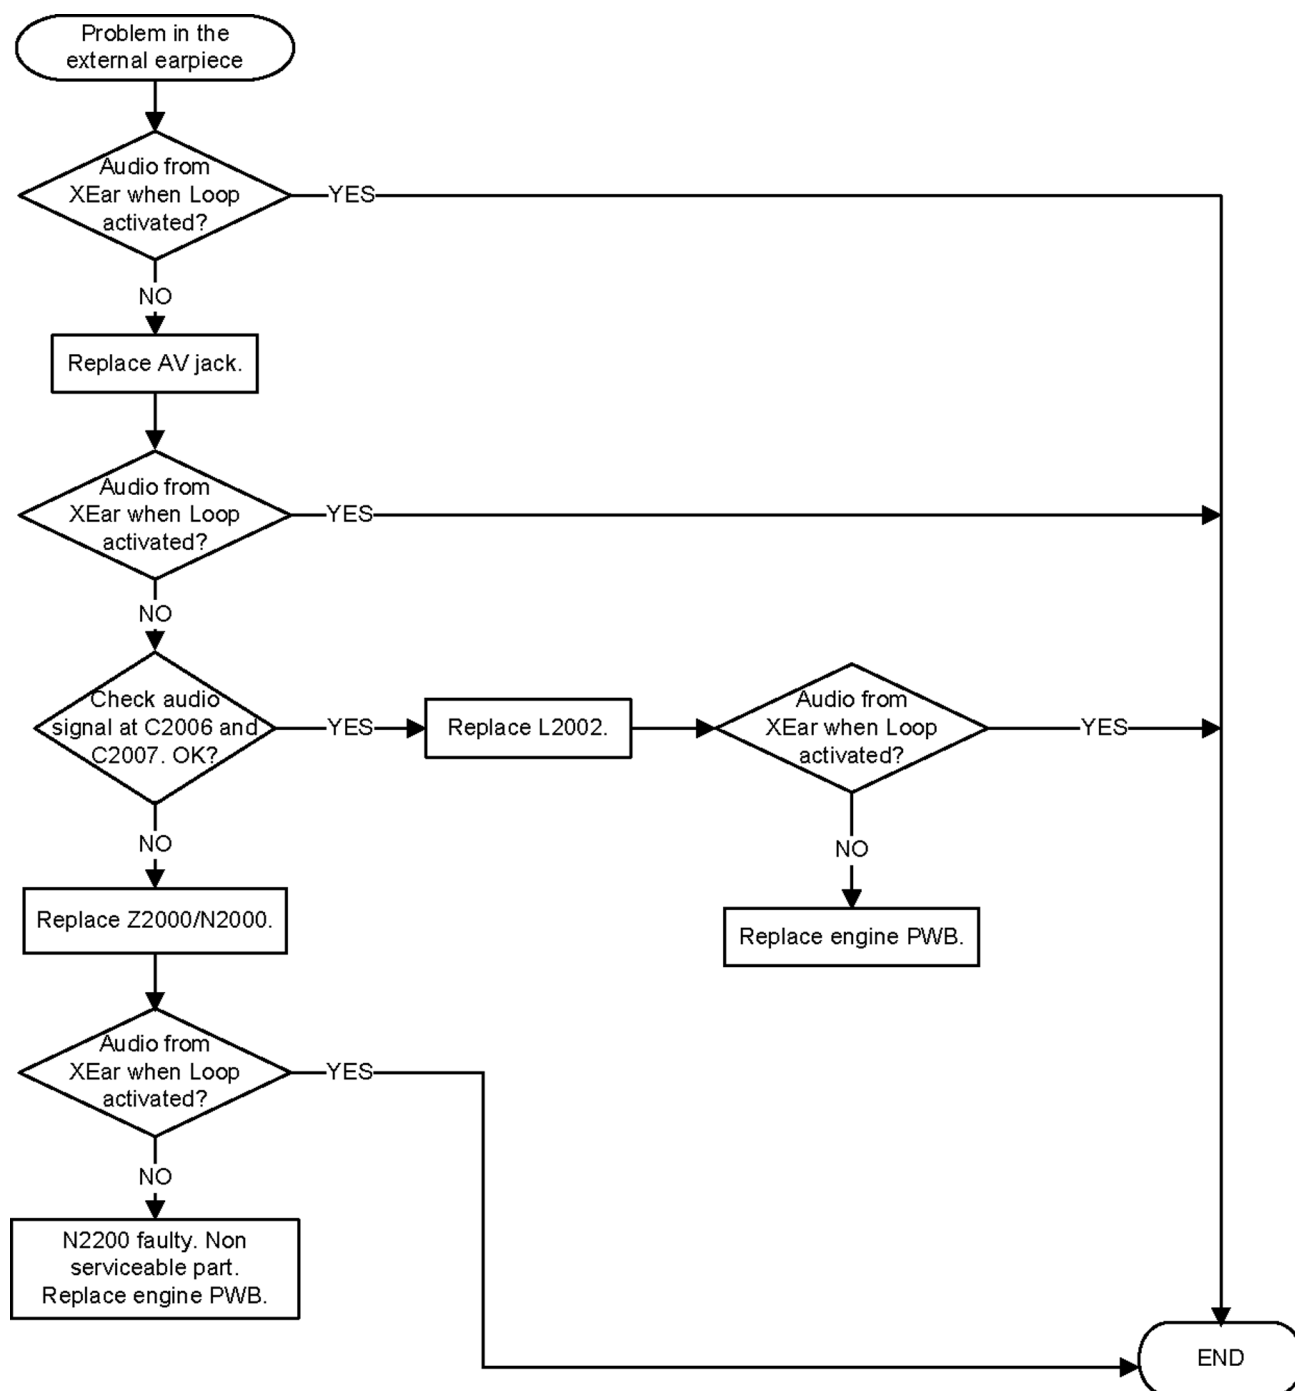 Problem in the
external earpiece
Audio from
XEar when Loop
activated?
YES
NO
Replace AV jack.
Audio from
XEar when Loop
activated?
YES
NO
Check audio
signal at C2006 and
C2007. OK?
YES
Replace L2002.
Audio from
XEar when Loop
activated?
YES
NO
Replace engine PWB.
NO
Replace Z2000/N2000.
Audio from
XEar when Loop
activated?
YES
NO
N2200 faulty. Non
serviceable part.
Replace engine PWB.
END